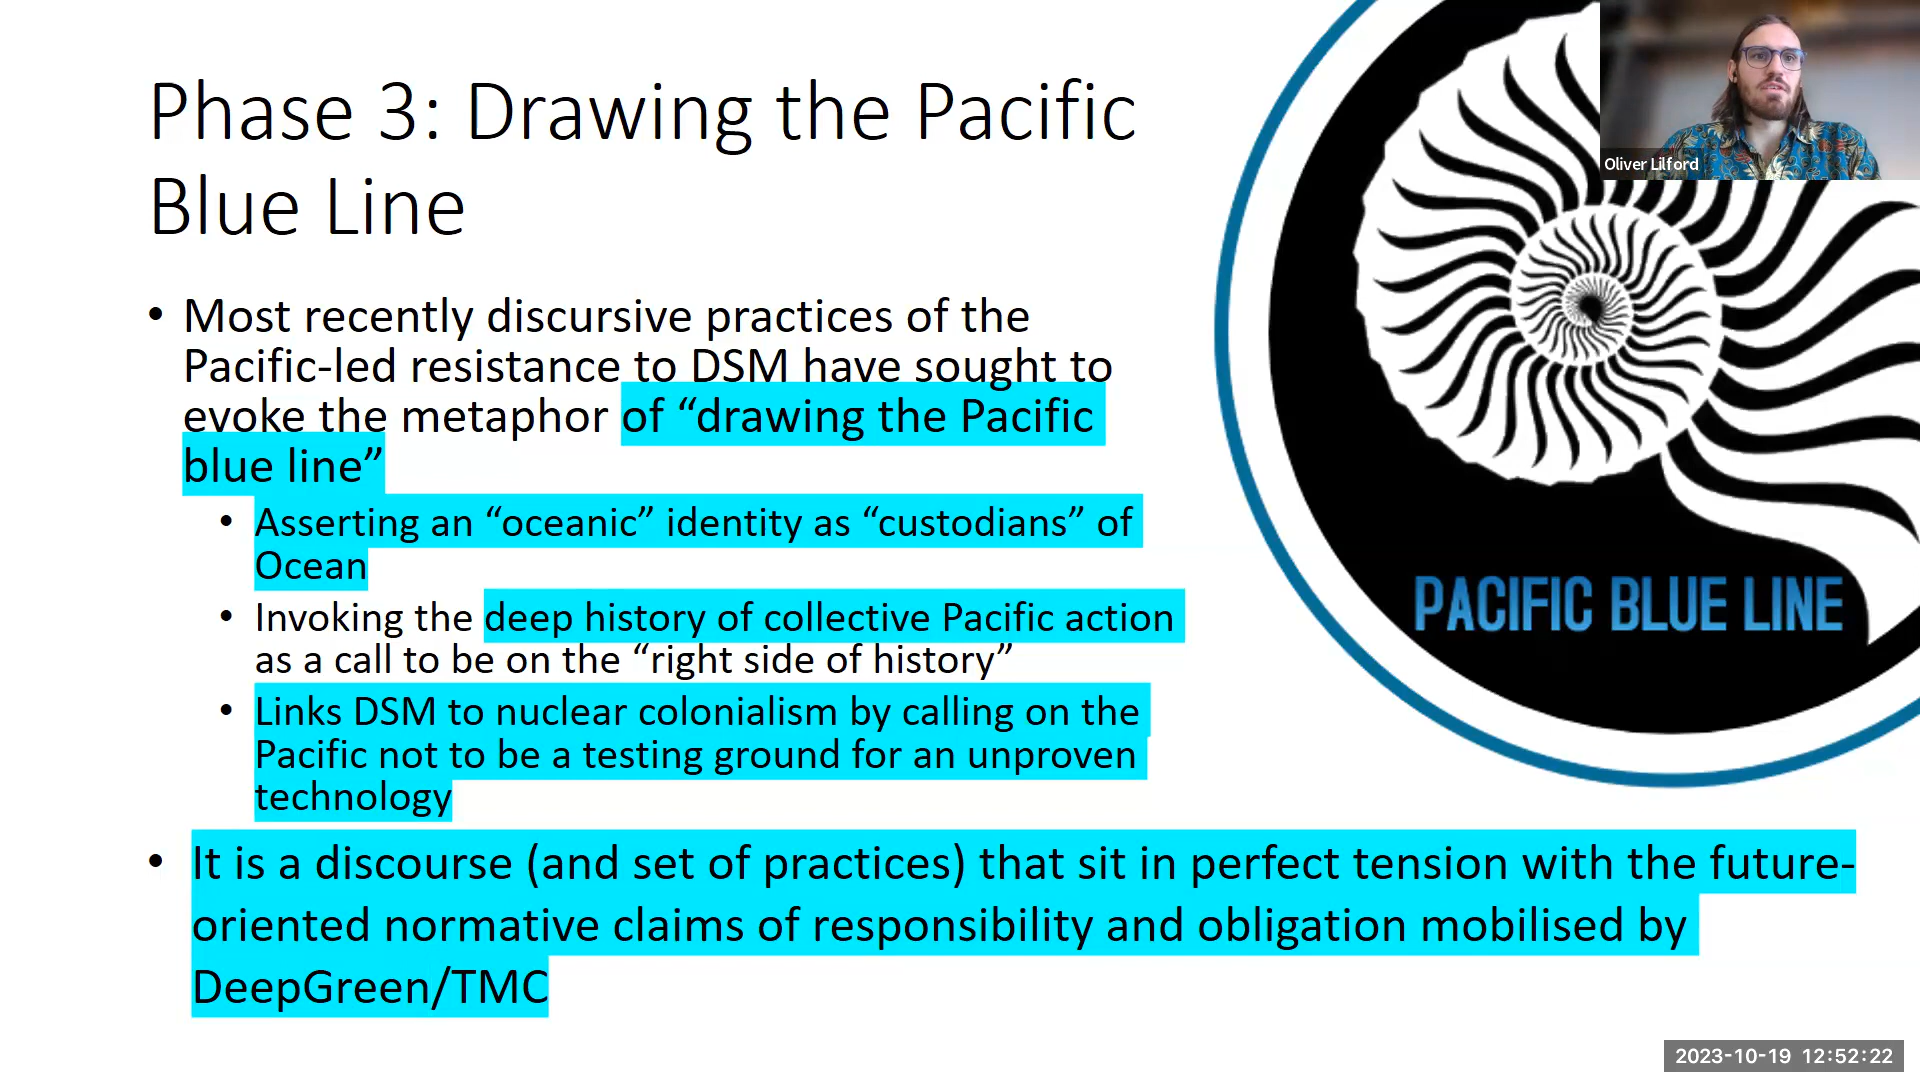 Phase 3: Drawing the Pacific
Blue Line
• Most recently discursive practices of the
Pacific-led resistance to DSM have sought to
evoke the metaphor of “drawing the Pacific
blue line”
• Asserting an “oceanic” identity as “custodians” of
Ocean
• Invoking the deep history of collective Pacific action
as a call to be on the “right side of history”
• Links DSM to nuclear colonialism by calling on the
Pacific not to be a testing ground for an unproven
technology
• It is a discourse (and set of practices) that sit in perfect tension with the future-
oriented normative claims of responsibility and obligation mobilised by
DeepGreen/TMC
Oliver Lilford
PACIFIC BLUE LINE
2023-10-19 12:52:22